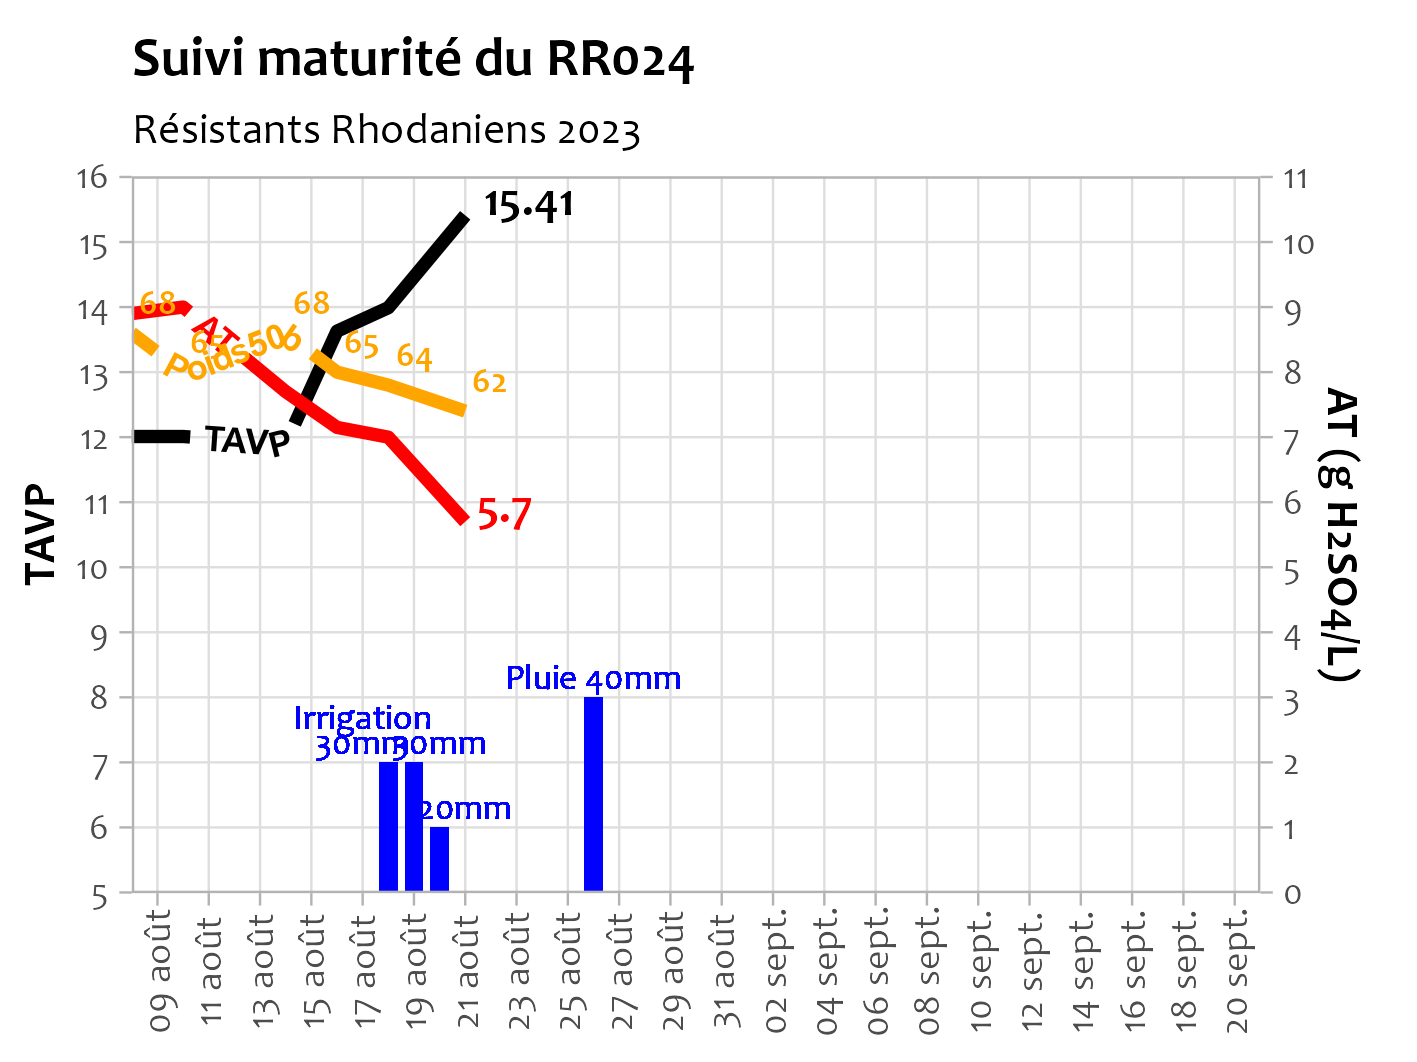 Suivi maturité du RR024
Résistants Rhodaniens 2023
16
15
14
13
12
11
10
9
8
7
6
5
TAVP
11
10
9
8
7
6
5
4
3
2
1
0
AT (g H2SO4/L)
15.41
68
AT
65
Poids50b
68
65
64
62
TAVP
5.7
Pluie 40mm
Irrigation
30mm
30mm
20mm
09 août
11 août
13 août
15 août
17 août
19 août
21 août
23 août
25 août
27 août
29 août
31 août
02 sept.
04 sept.
06 sept.
08 sept.
10 sept.
12 sept.
14 sept.
16 sept.
18 sept.
20 sept.